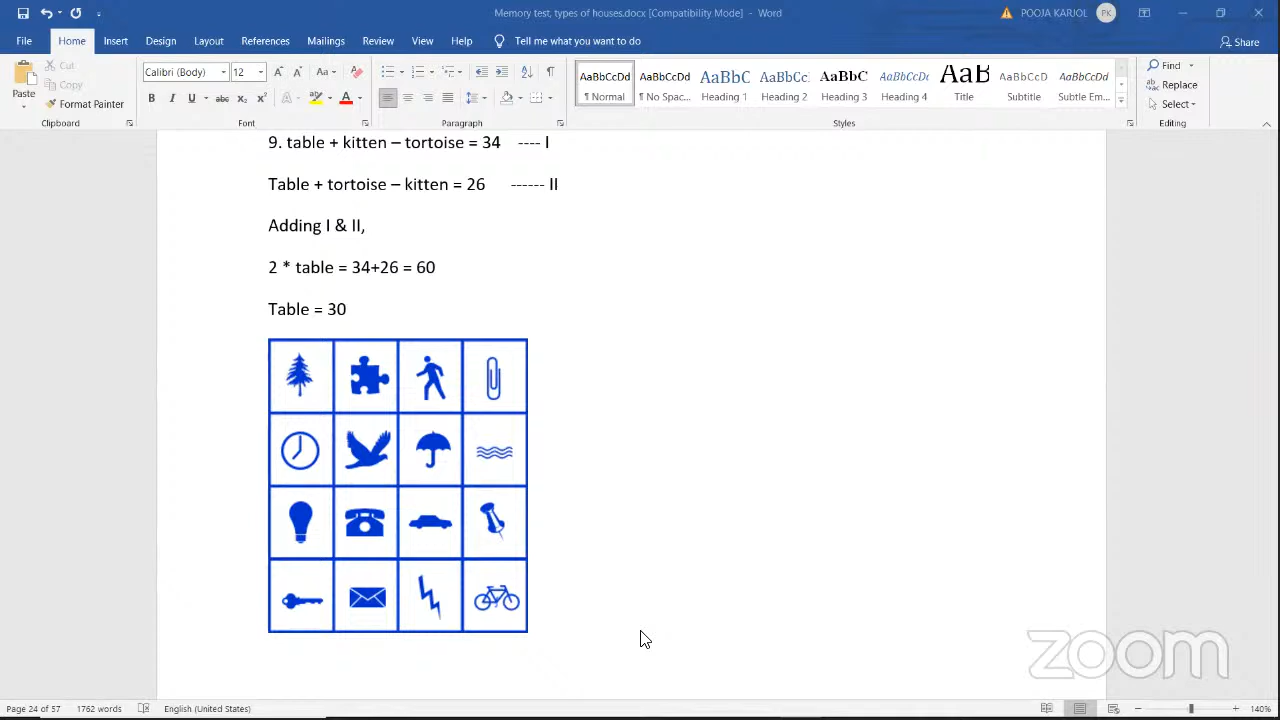 Memory test, types of houses.docx [Compatibility Mode] - Word
POOJA KARJOL
PK
File Home Insert Design Layout References Mailings Review View Help Tell me what you want to do
Share
Paste
Cut
Copy
Format Painter
Calibri (Body) 12
AaBbCcDd AaBbCcDd AaBbC AaBbCc AaBbC AaBbCcDc AaB AaBbCcD AaBbCcDd
¶ Normal ¶ No Spac... Heading 1 Heading 2 Heading 3 Heading 4 Title Subtitle Subtle Em...
Find
Replace
Select
Clipboard Font Paragraph Styles Editing
9. table + kitten – tortoise = 34 ---- I
Table + tortoise – kitten = 26 ------ II
Adding I & II,
2 * table = 34+26 = 60
Table = 30
zoom
Page 24 of 57 1762 words English (United States) 140%